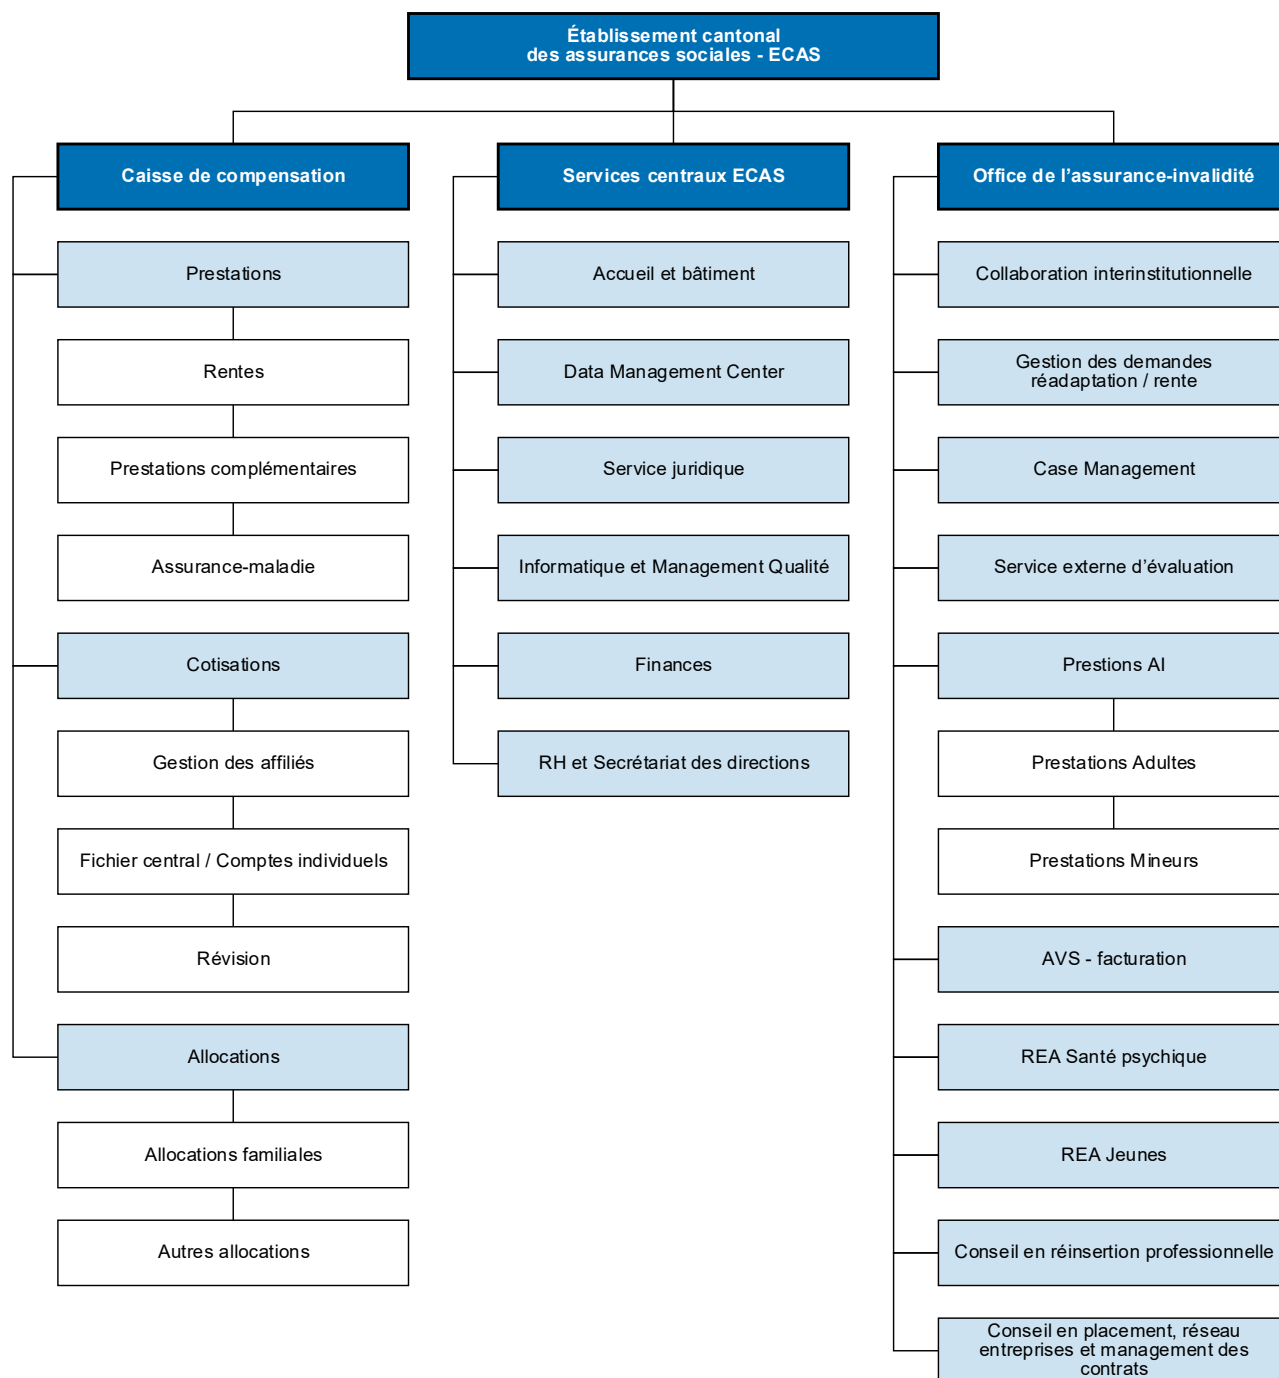 Établissement cantonal
des assurances sociales - ECAS
Caisse de compensation
Prestations
Rentes
Prestations complémentaires
Assurance-maladie
Cotisations
Gestion des affiliés
Fichier central / Comptes individuels
Révision
Allocations
Allocations familiales
Autres allocations
Services centraux ECAS
Accueil et bâtiment
Data Management Center
Service juridique
Informatique et Management Qualité
Finances
RH et Secrétariat des directions
Office de l’assurance-invalidité
Collaboration interinstitutionnelle
Gestion des demandes
réadaptation / rente
Case Management
Service externe d’évaluation
Prestions AI
Prestations Adultes
Prestations Mineurs
AVS - facturation
REA Santé psychique
REA Jeunes
Conseil en réinsertion professionnelle
Conseil en placement, réseau
entreprises et management des
contrats